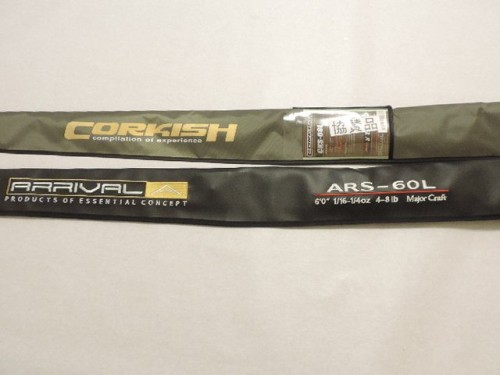 CORKISH
compilation of experience
ARRIVAL
PRODUCTS OF ESSENTIAL CONCEPT
ARS-60L
6'0" 1/16-1/4oz 4-8lb Major Craft